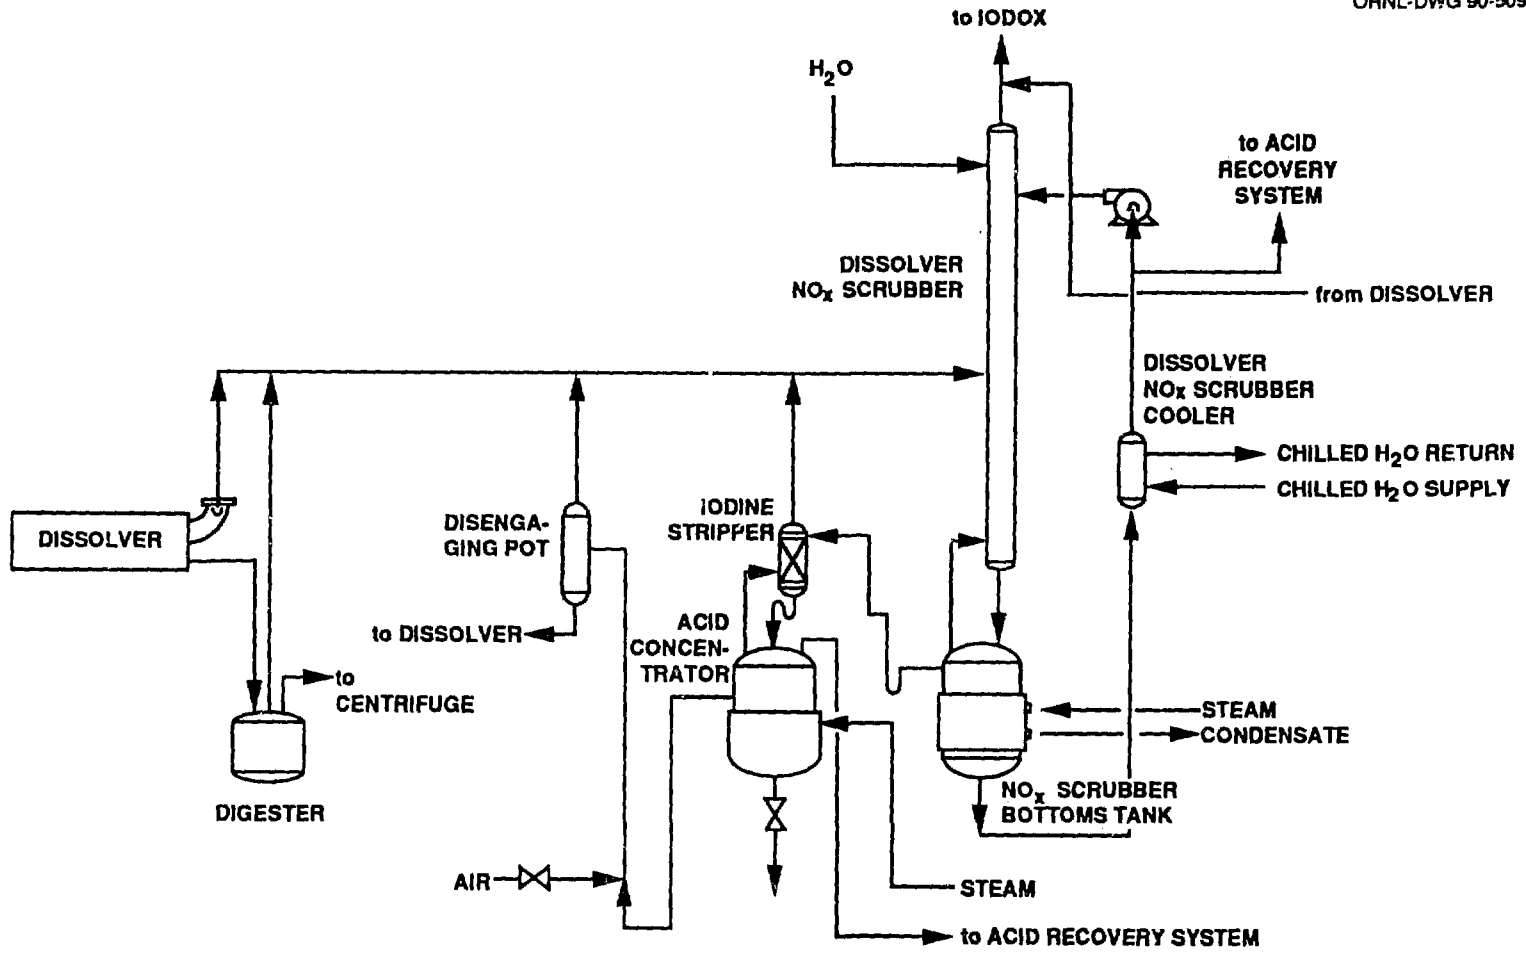 to IODOX
H2O
to ACID
RECOVERY
SYSTEM
DISSOLVER
NOx SCRUBBER
from DISSOLVER
DISSOLVER
NOx SCRUBBER
COOLER
CHILLED H2O RETURN
CHILLED H2O SUPPLY
DISSOLVER
DISENGA-
GING POT
IODINE
STRIPPER
to DISSOLVER
ACID
CONCEN-
TRATOR
to
CENTRIFUGE
STEAM
CONDENSATE
DIGESTER
NOx SCRUBBER
BOTTOMS TANK
AIR
STEAM
to ACID RECOVERY SYSTEM